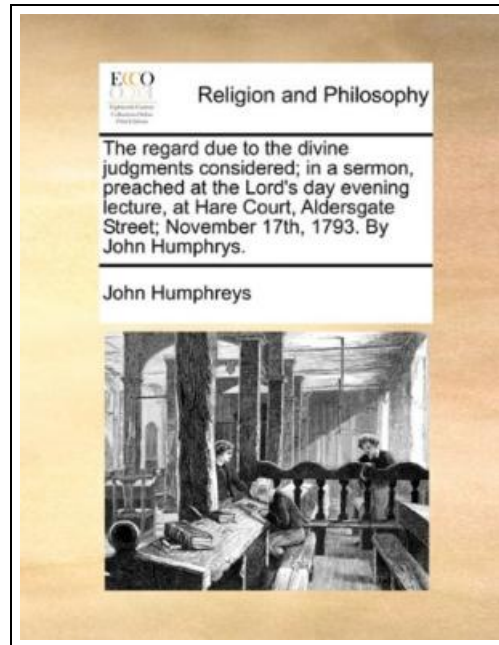 ECCO
Religion and Philosophy
The regard due to the divine
judgments considered; in a sermon,
preached at the Lord's day evening
lecture, at Hare Court, Aldersgate
Street; November 17th, 1793. By
John Humphrys.
John Humphreys